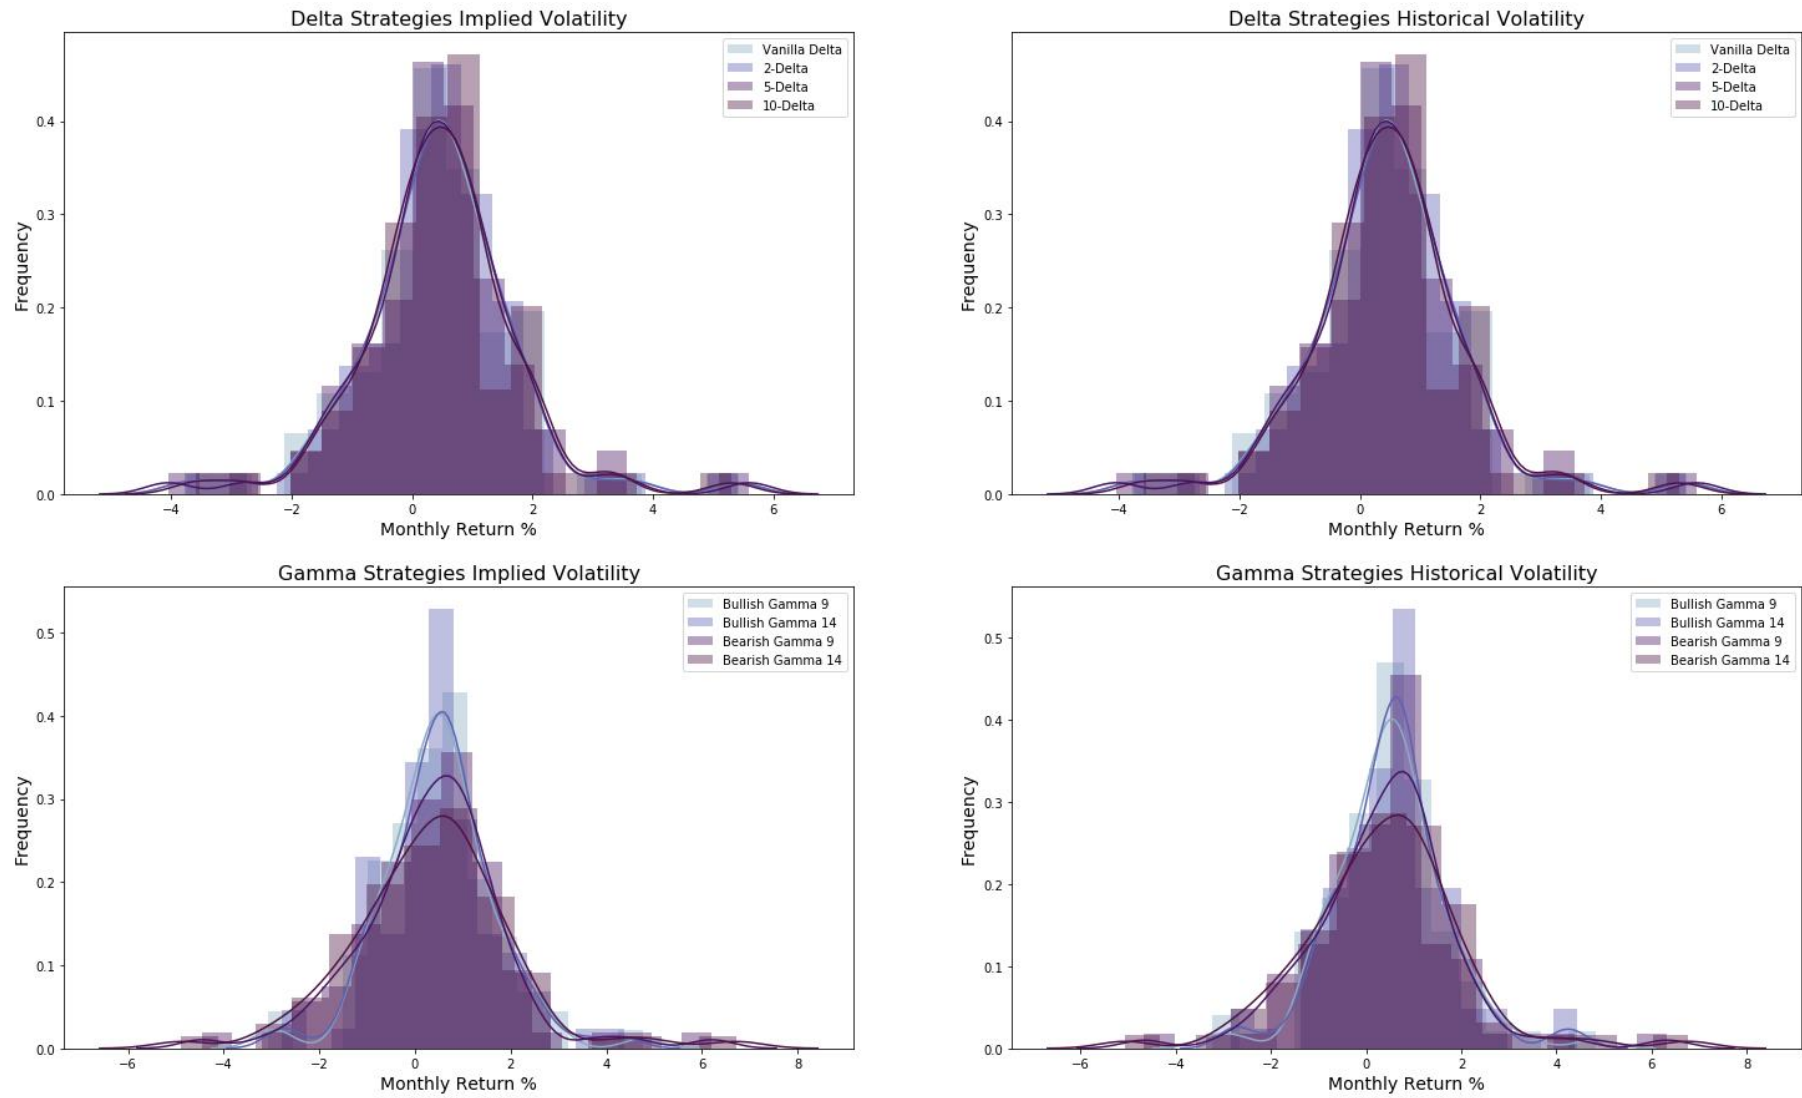 Delta Strategies Implied Volatility
Vanilla Delta
2-Delta
5-Delta
10-Delta
Frequency
0.4
0.3
0.2
0.1
0.0
−4
−2
0
2
4
6
Monthly Return %
Delta Strategies Historical Volatility
Vanilla Delta
2-Delta
5-Delta
10-Delta
Frequency
0.4
0.3
0.2
0.1
0.0
−4
−2
0
2
4
6
Monthly Return %
Gamma Strategies Implied Volatility
Bullish Gamma 9
Bullish Gamma 14
Bearish Gamma 9
Bearish Gamma 14
Frequency
0.5
0.4
0.3
0.2
0.1
0.0
−6
−4
−2
0
2
4
6
8
Monthly Return %
Gamma Strategies Historical Volatility
Bullish Gamma 9
Bullish Gamma 14
Bearish Gamma 9
Bearish Gamma 14
Frequency
0.5
0.4
0.3
0.2
0.1
0.0
−6
−4
−2
0
2
4
6
8
Monthly Return %